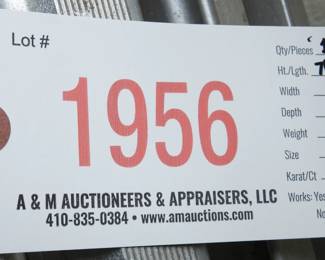 Lot #
1956
A & M AUCTIONEERS & APPRAISERS, LLC
410-835-0384 • www.amauctions.com
Qty/Pieces
Ht./Lgth.
Width
Depth
Weight
Size
Karat/Ct
Works: Yes
No